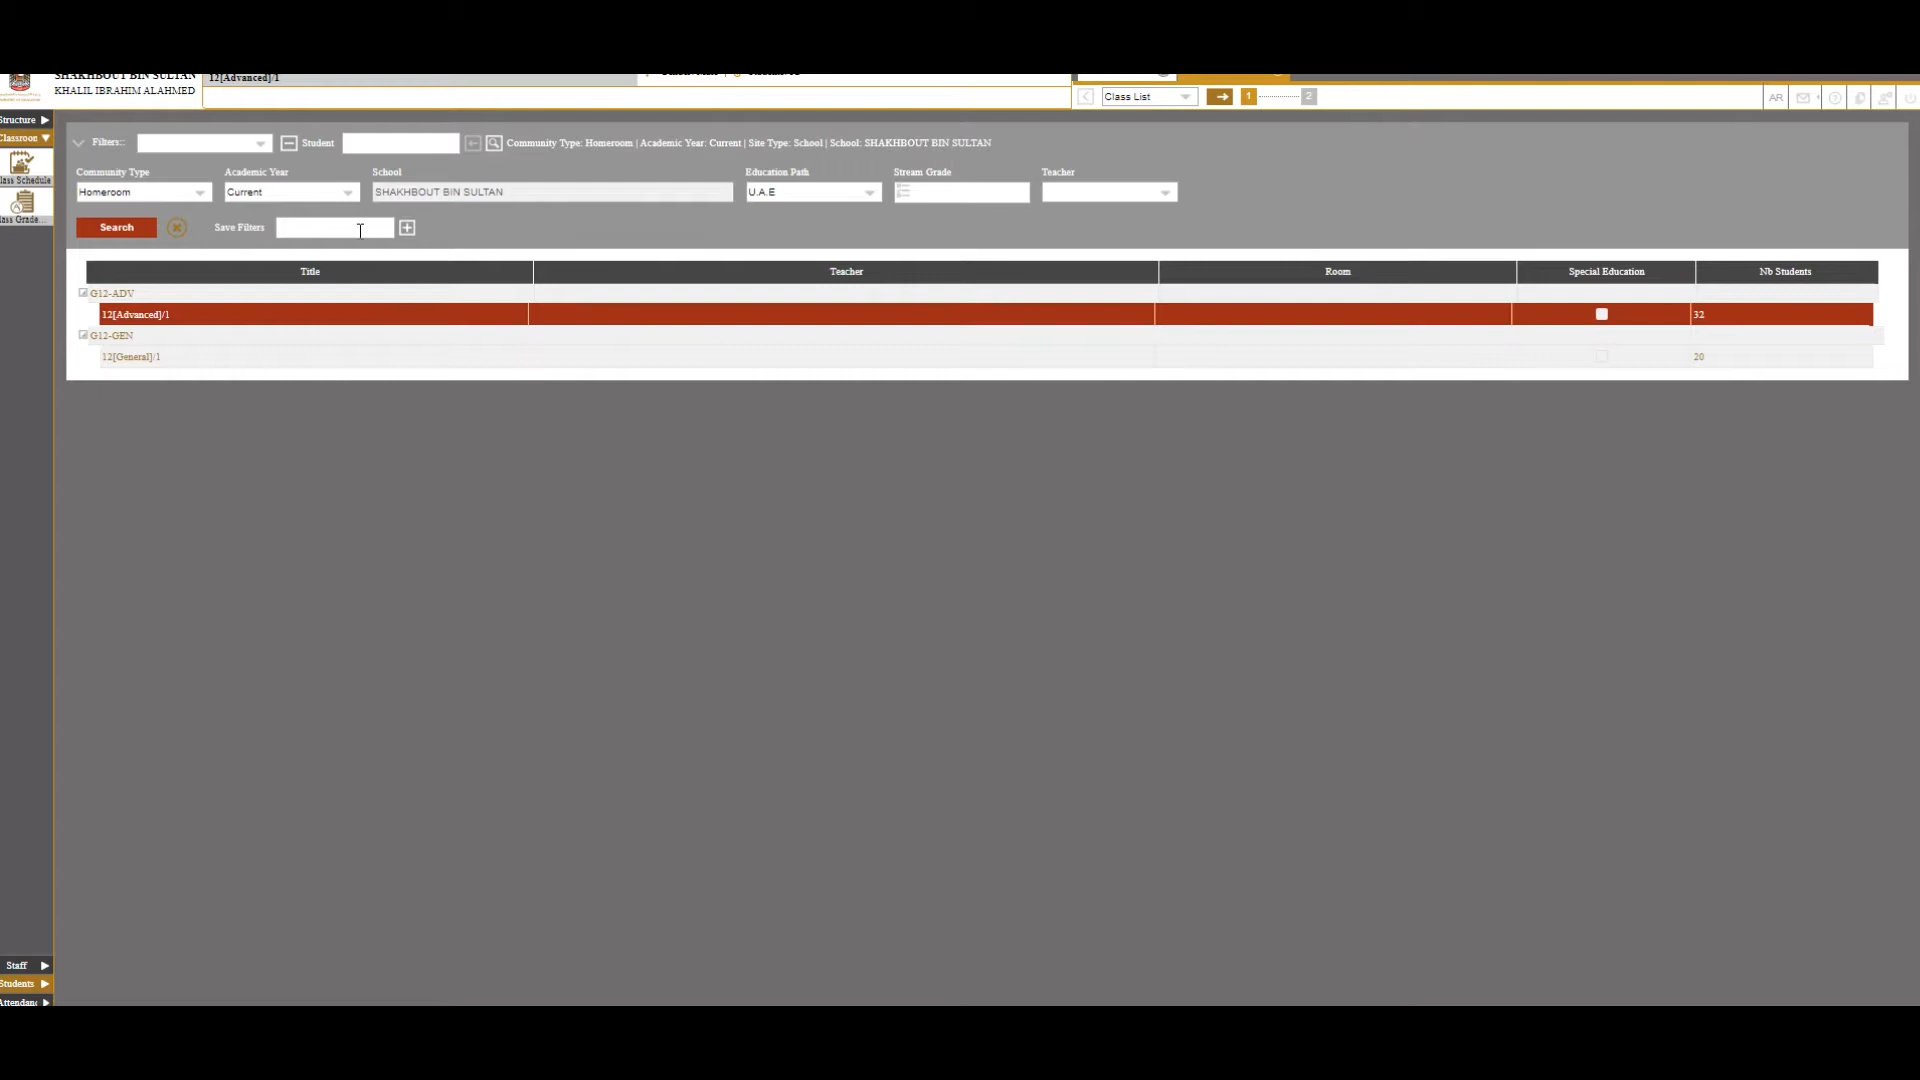 SHAKHBOUT BIN SULTAN
KHALIL IBRAHIM ALAHMED
12[Advanced]/1
Class List
1
2
AR
Structure
Classroon
Class Schedule
Class Grade...
Filters::
Student
Community Type: Homeroom | Academic Year: Current | Site Type: School | School: SHAKHBOUT BIN SULTAN
Community Type Academic Year School Education Path Stream Grade Teacher
Homeroom Current SHAKHBOUT BIN SULTAN U.A.E
Search Save Filters
Title Teacher Room Special Education Nb Students
G12-ADV
12[Advanced]/1 32
G12-GEN
12[General]/1 20
Staff
Students
Attendanc